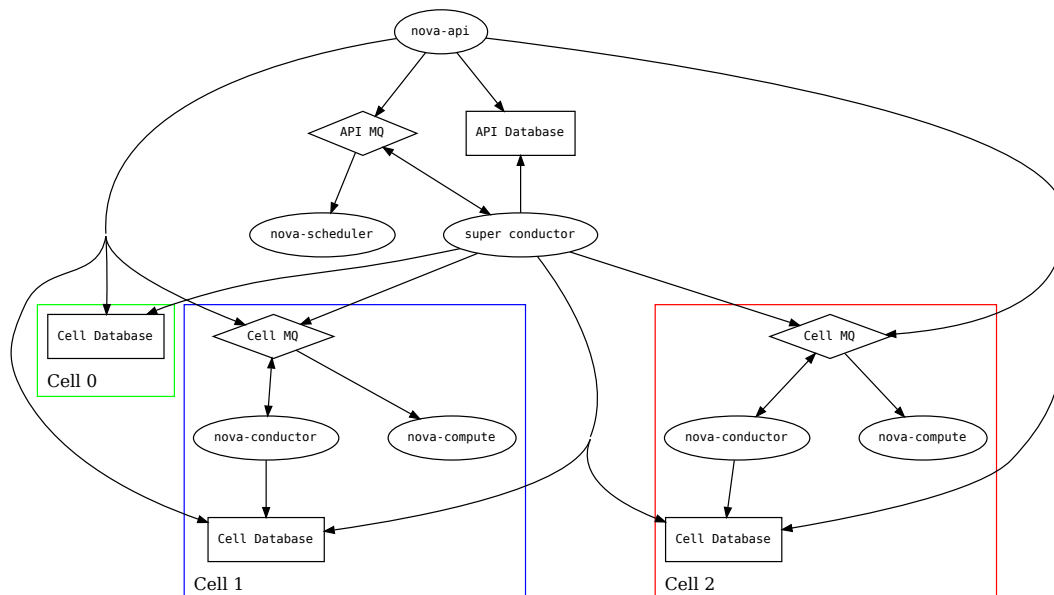 nova-api
API MQ
API Database
nova-scheduler
super conductor
Cell Database
Cell 0
Cell MQ
nova-conductor
nova-compute
Cell Database
Cell 1
Cell MQ
nova-conductor
nova-compute
Cell Database
Cell 2